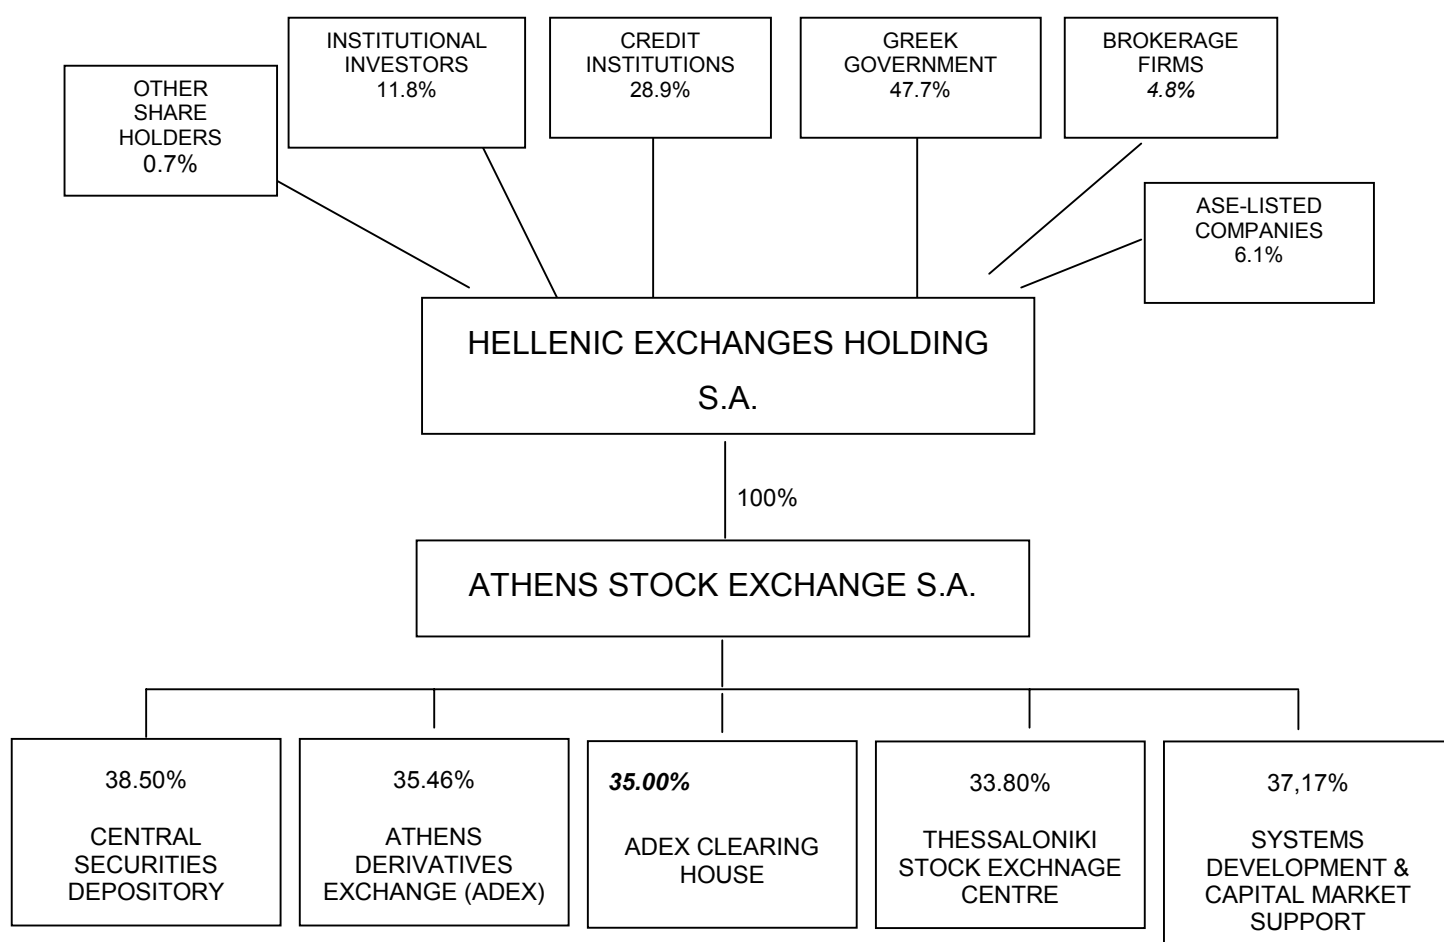 OTHER
SHARE
HOLDERS
0.7%
INSTITUTIONAL
INVESTORS
11.8%
CREDIT
INSTITUTIONS
28.9%
GREEK
GOVERNMENT
47.7%
BROKERAGE
FIRMS
4.8%
ASE-LISTED
COMPANIES
6.1%
HELLENIC EXCHANGES HOLDING
S.A.
100%
ATHENS STOCK EXCHANGE S.A.
38.50%
CENTRAL
SECURITIES
DEPOSITORY
35.46%
ATHENS
DERIVATIVES
EXCHANGE (ADEX)
35.00%
ADEX CLEARING
HOUSE
33.80%
THESSALONIKI
STOCK EXCHNAGE
CENTRE
37,17%
SYSTEMS
DEVELOPMENT &
CAPITAL MARKET
SUPPORT